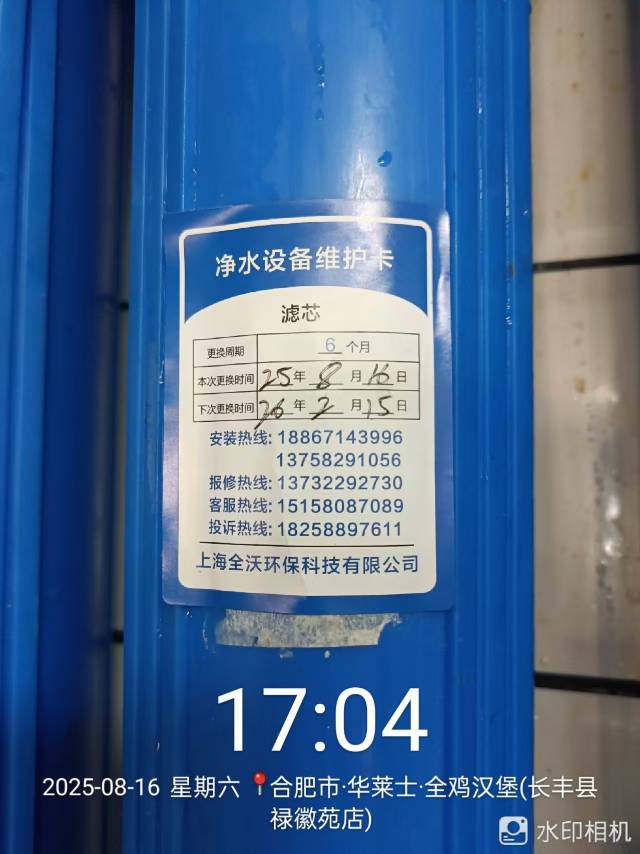 净水设备维护卡
滤芯
更换周期 6 个月
本次更换时间 25年 8 月 16 日
下次更换时间 26 年 2 月 15 日
安装热线: 18867143996
13758291056
报修热线: 13732292730
客服热线: 15158087089
投诉热线: 18258897611
上海全沃环保科技有限公司
17:04
2025-08-16 星期六 合肥市·华莱士·全鸡汉堡(长丰县
禄徽苑店)
水印相机